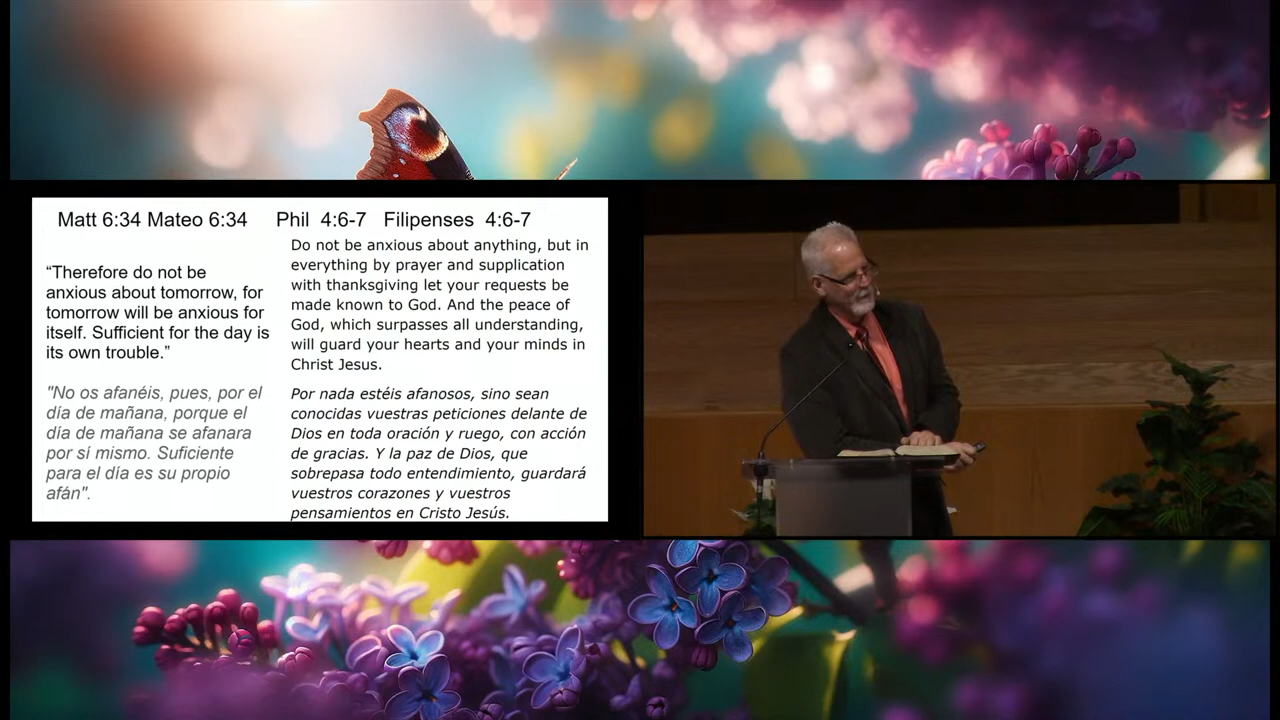 Matt 6:34 Mateo 6:34 Phil 4:6-7 Filipenses 4:6-7
“Therefore do not be
anxious about tomorrow, for
tomorrow will be anxious for
itself. Sufficient for the day is
its own trouble.”
"No os afanéis, pues, por el
día de mañana, porque el
día de mañana se afanara
por sí mismo. Suficiente
para el día es su propio
afán".
Do not be anxious about anything, but in
everything by prayer and supplication
with thanksgiving let your requests be
made known to God. And the peace of
God, which surpasses all understanding,
will guard your hearts and your minds in
Christ Jesus.
Por nada estéis afanosos, sino sean
conocidas vuestras peticiones delante de
Dios en toda oración y ruego, con acción
de gracias. Y la paz de Dios, que
sobrepasa todo entendimiento, guardará
vuestros corazones y vuestros
pensamientos en Cristo Jesús.